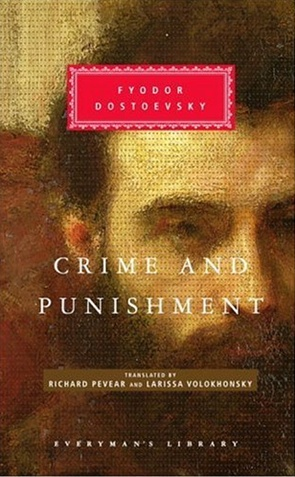 FYODOR
DOSTOEVSKY
CRIME AND
PUNISHMENT
TRANSLATED BY
RICHARD PEVEAR AND LARISSA VOLOKHONSKY
EVERYMAN'S LIBRARY